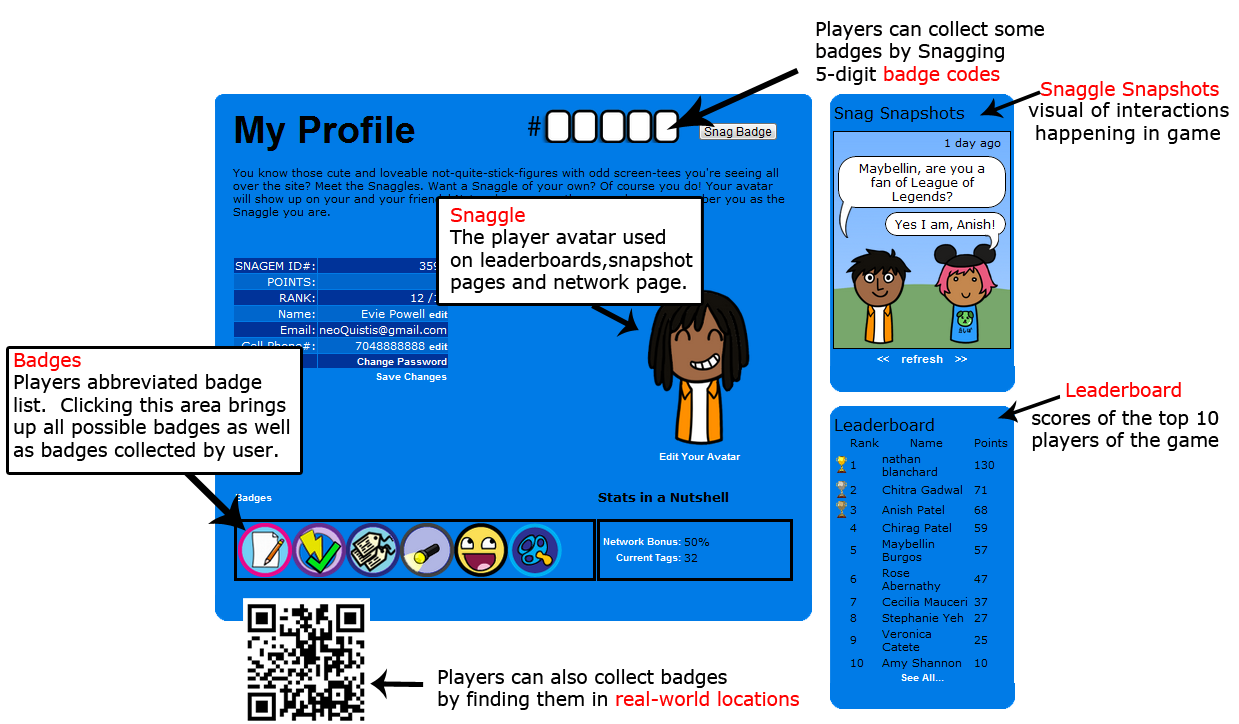 Players can collect some
badges by Snagging
5-digit badge codes
Snaggle Snapshots
visual of interactions
happening in game
My Profile
#
Snag Badge
You know those cute and loveable not-quite-stick-figures with odd screen-tees you're seeing all
over the site? Meet the Snaggles. Want a Snaggle of your own? Of course you do! Your avatar
will show up on your and your friend
you as the
Snaggle you are.
Snaggle
The player avatar used
on leaderboards,snapshot
pages and network page.
SNAGEM ID#: 359
POINTS:
RANK: 12 /
Name: Evie Powell edit
Email: neoQuistis@gmail.com
Cell Phone#: 7048888888 edit
Change Password
Save Changes
Edit Your Avatar
Badges
Players abbreviated badge
list. Clicking this area brings
up all possible badges as well
as badges collected by user.
Badges
Stats in a Nutshell
Network Bonus: 50%
Current Tags: 32
Players can also collect badges
by finding them in real-world locations
Snag Snapshots
1 day ago
Maybellin, are you a
fan of League of
Legends?
Yes I am, Anish!
<< refresh >>
Leaderboard
scores of the top 10
players of the game
Leaderboard
Rank Name Points
1 nathan blanchard 130
2 Chitra Gadwal 71
3 Anish Patel 68
4 Chirag Patel 59
5 Maybellin Burgos 57
6 Rose Abernathy 47
7 Cecilia Mauceri 37
8 Stephanie Yeh 27
9 Veronica Catete 25
10 Amy Shannon 10
See All...